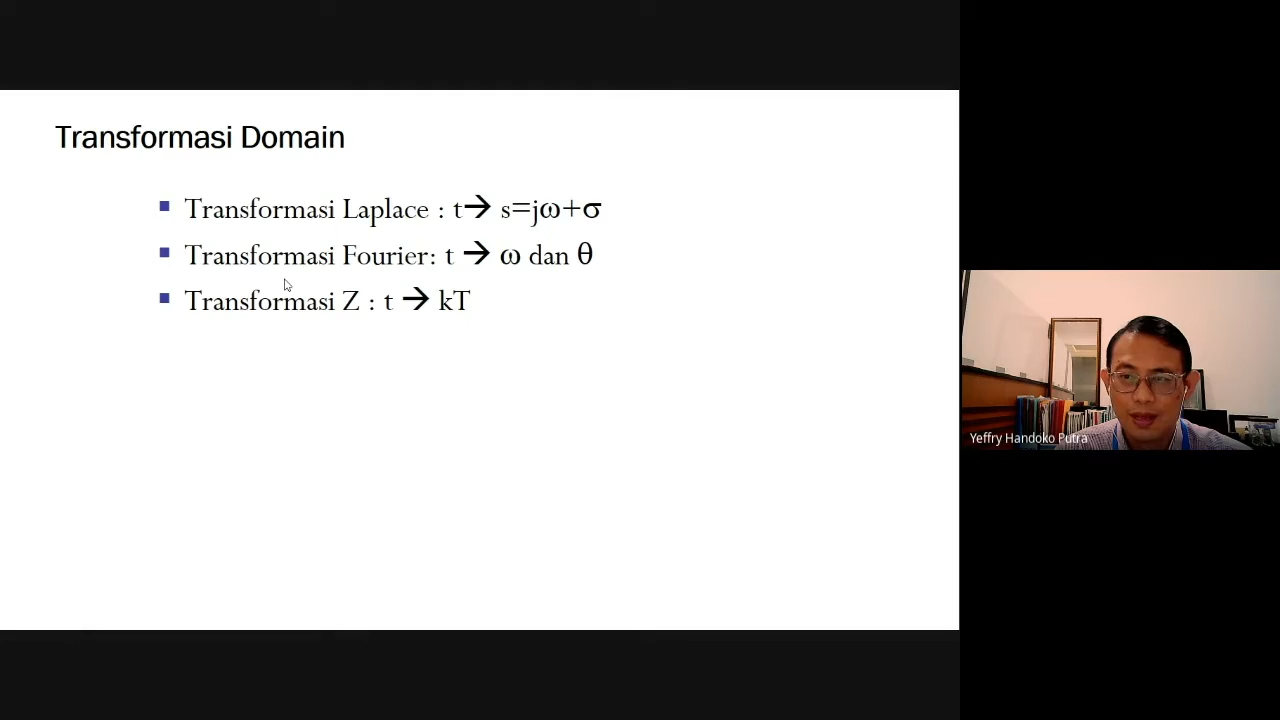 Transformasi Domain
Transformasi Laplace : t→ s=jω+σ
Transformasi Fourier: t → ω dan θ
Transformasi Z : t → kT
Yeffry Handoko Putra